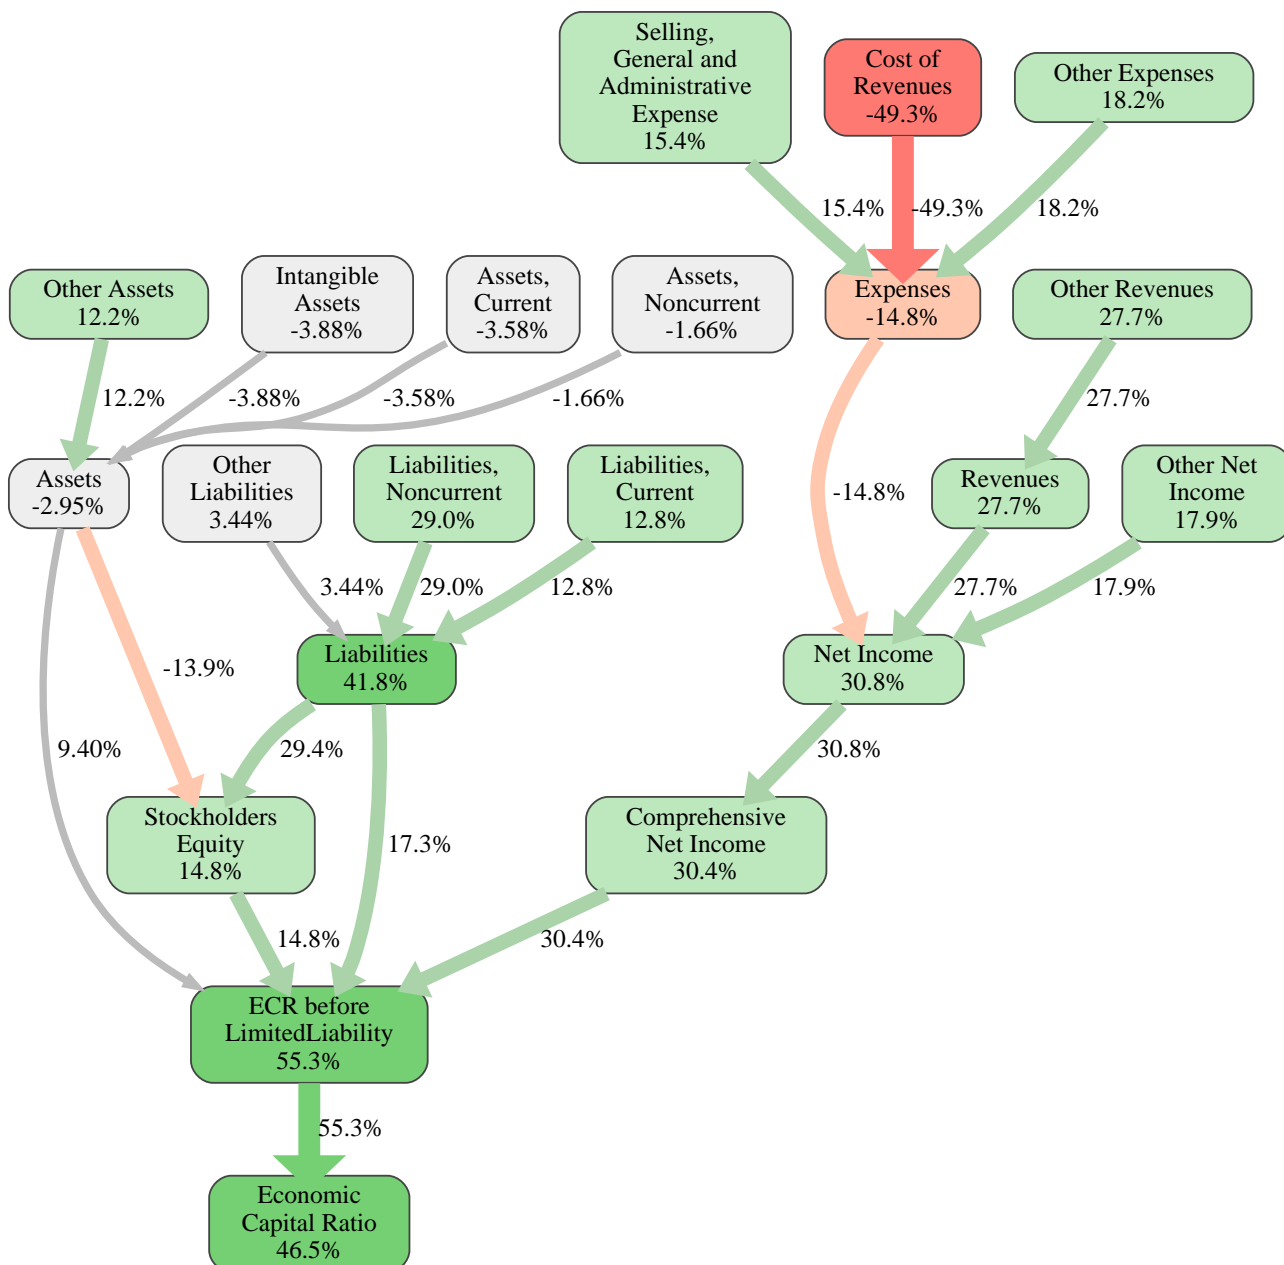 Selling,
General and
Administrative
Expense
15.4%
Cost of
Revenues
-49.3%
Other Expenses
18.2%
15.4%
-49.3%
18.2%
Other Assets
12.2%
Intangible
Assets
-3.88%
Assets,
Current
-3.58%
Assets,
Noncurrent
-1.66%
Expenses
-14.8%
Other Revenues
27.7%
12.2%
-3.88%
-3.58%
-1.66%
27.7%
Assets
-2.95%
Other
Liabilities
3.44%
Liabilities,
Noncurrent
29.0%
Liabilities,
Current
12.8%
-14.8%
Revenues
27.7%
Other Net
Income
17.9%
3.44%
29.0%
12.8%
27.7%
17.9%
-13.9%
Liabilities
41.8%
Net Income
30.8%
9.40%
29.4%
30.8%
Stockholders
Equity
14.8%
17.3%
Comprehensive
Net Income
30.4%
14.8%
30.4%
ECR before
LimitedLiability
55.3%
55.3%
Economic
Capital Ratio
46.5%